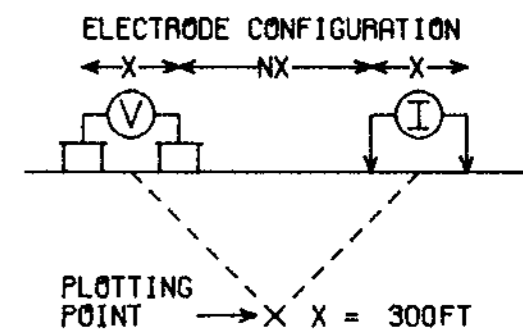 ELECTRODE CONFIGURATION
X NX X
V I
PLOTTING
POINT X X = 300FT